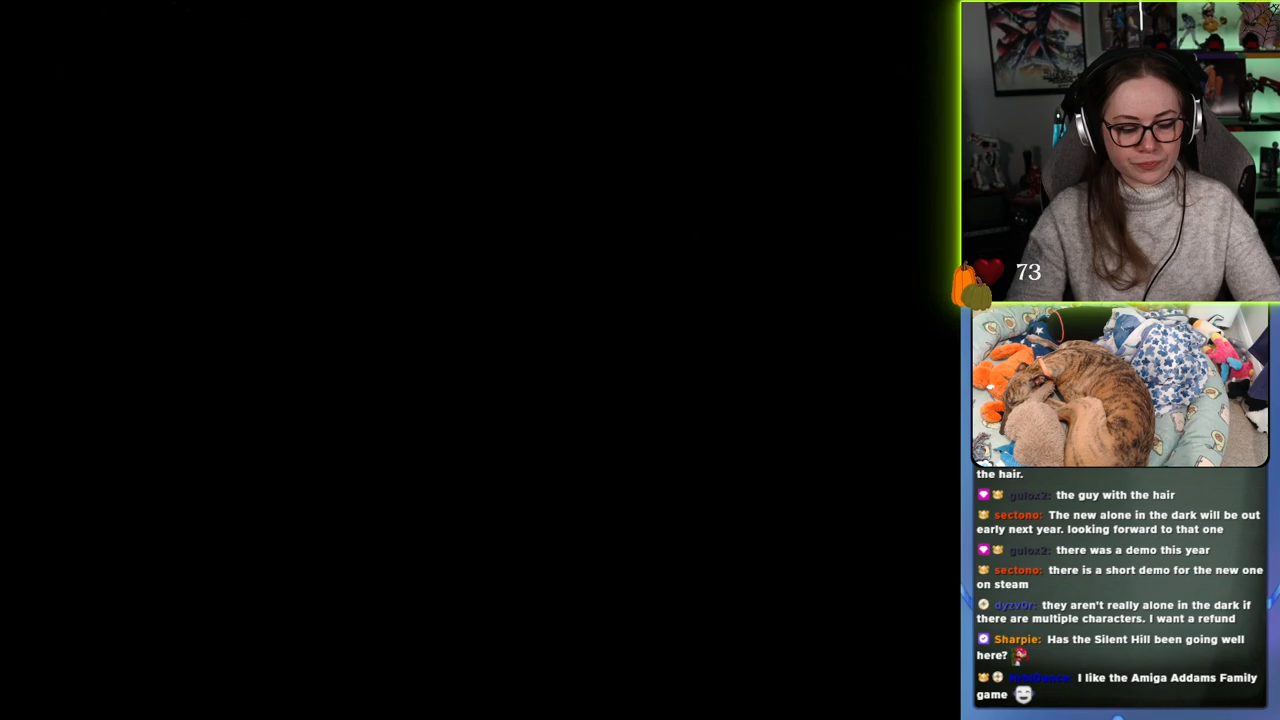 73
the hair.
gulox2: the guy with the hair
sectono: The new alone in the dark will be out
early next year. looking forward to that one
gulox2: there was a demo this year
sectono: there is a short demo for the new one
on steam
dyzv0r: they aren't really alone in the dark if
there are multiple characters. I want a refund
Sharpie: Has the Silent Hill been going well
here?
I like the Amiga Addams Family
game